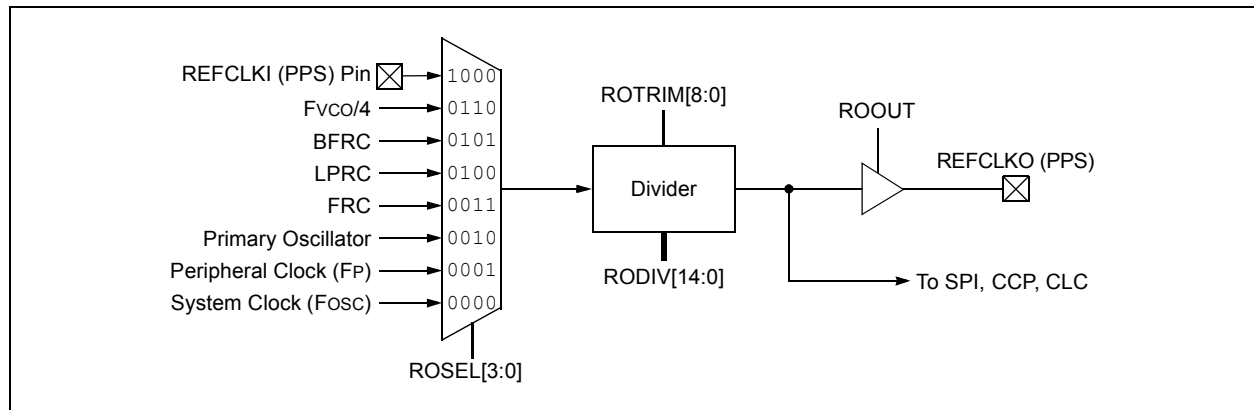 REFCLKI (PPS) Pin
1000
FVCO/4
0110
BFRC
0101
LPRC
0100
FRC
0011
Primary Oscillator
0010
Peripheral Clock (FP)
0001
System Clock (FOSC)
0000
ROSEL[3:0]
ROTRIM[8:0]
Divider
RODIV[14:0]
ROOUT
REFCLKO (PPS)
To SPI, CCP, CLC